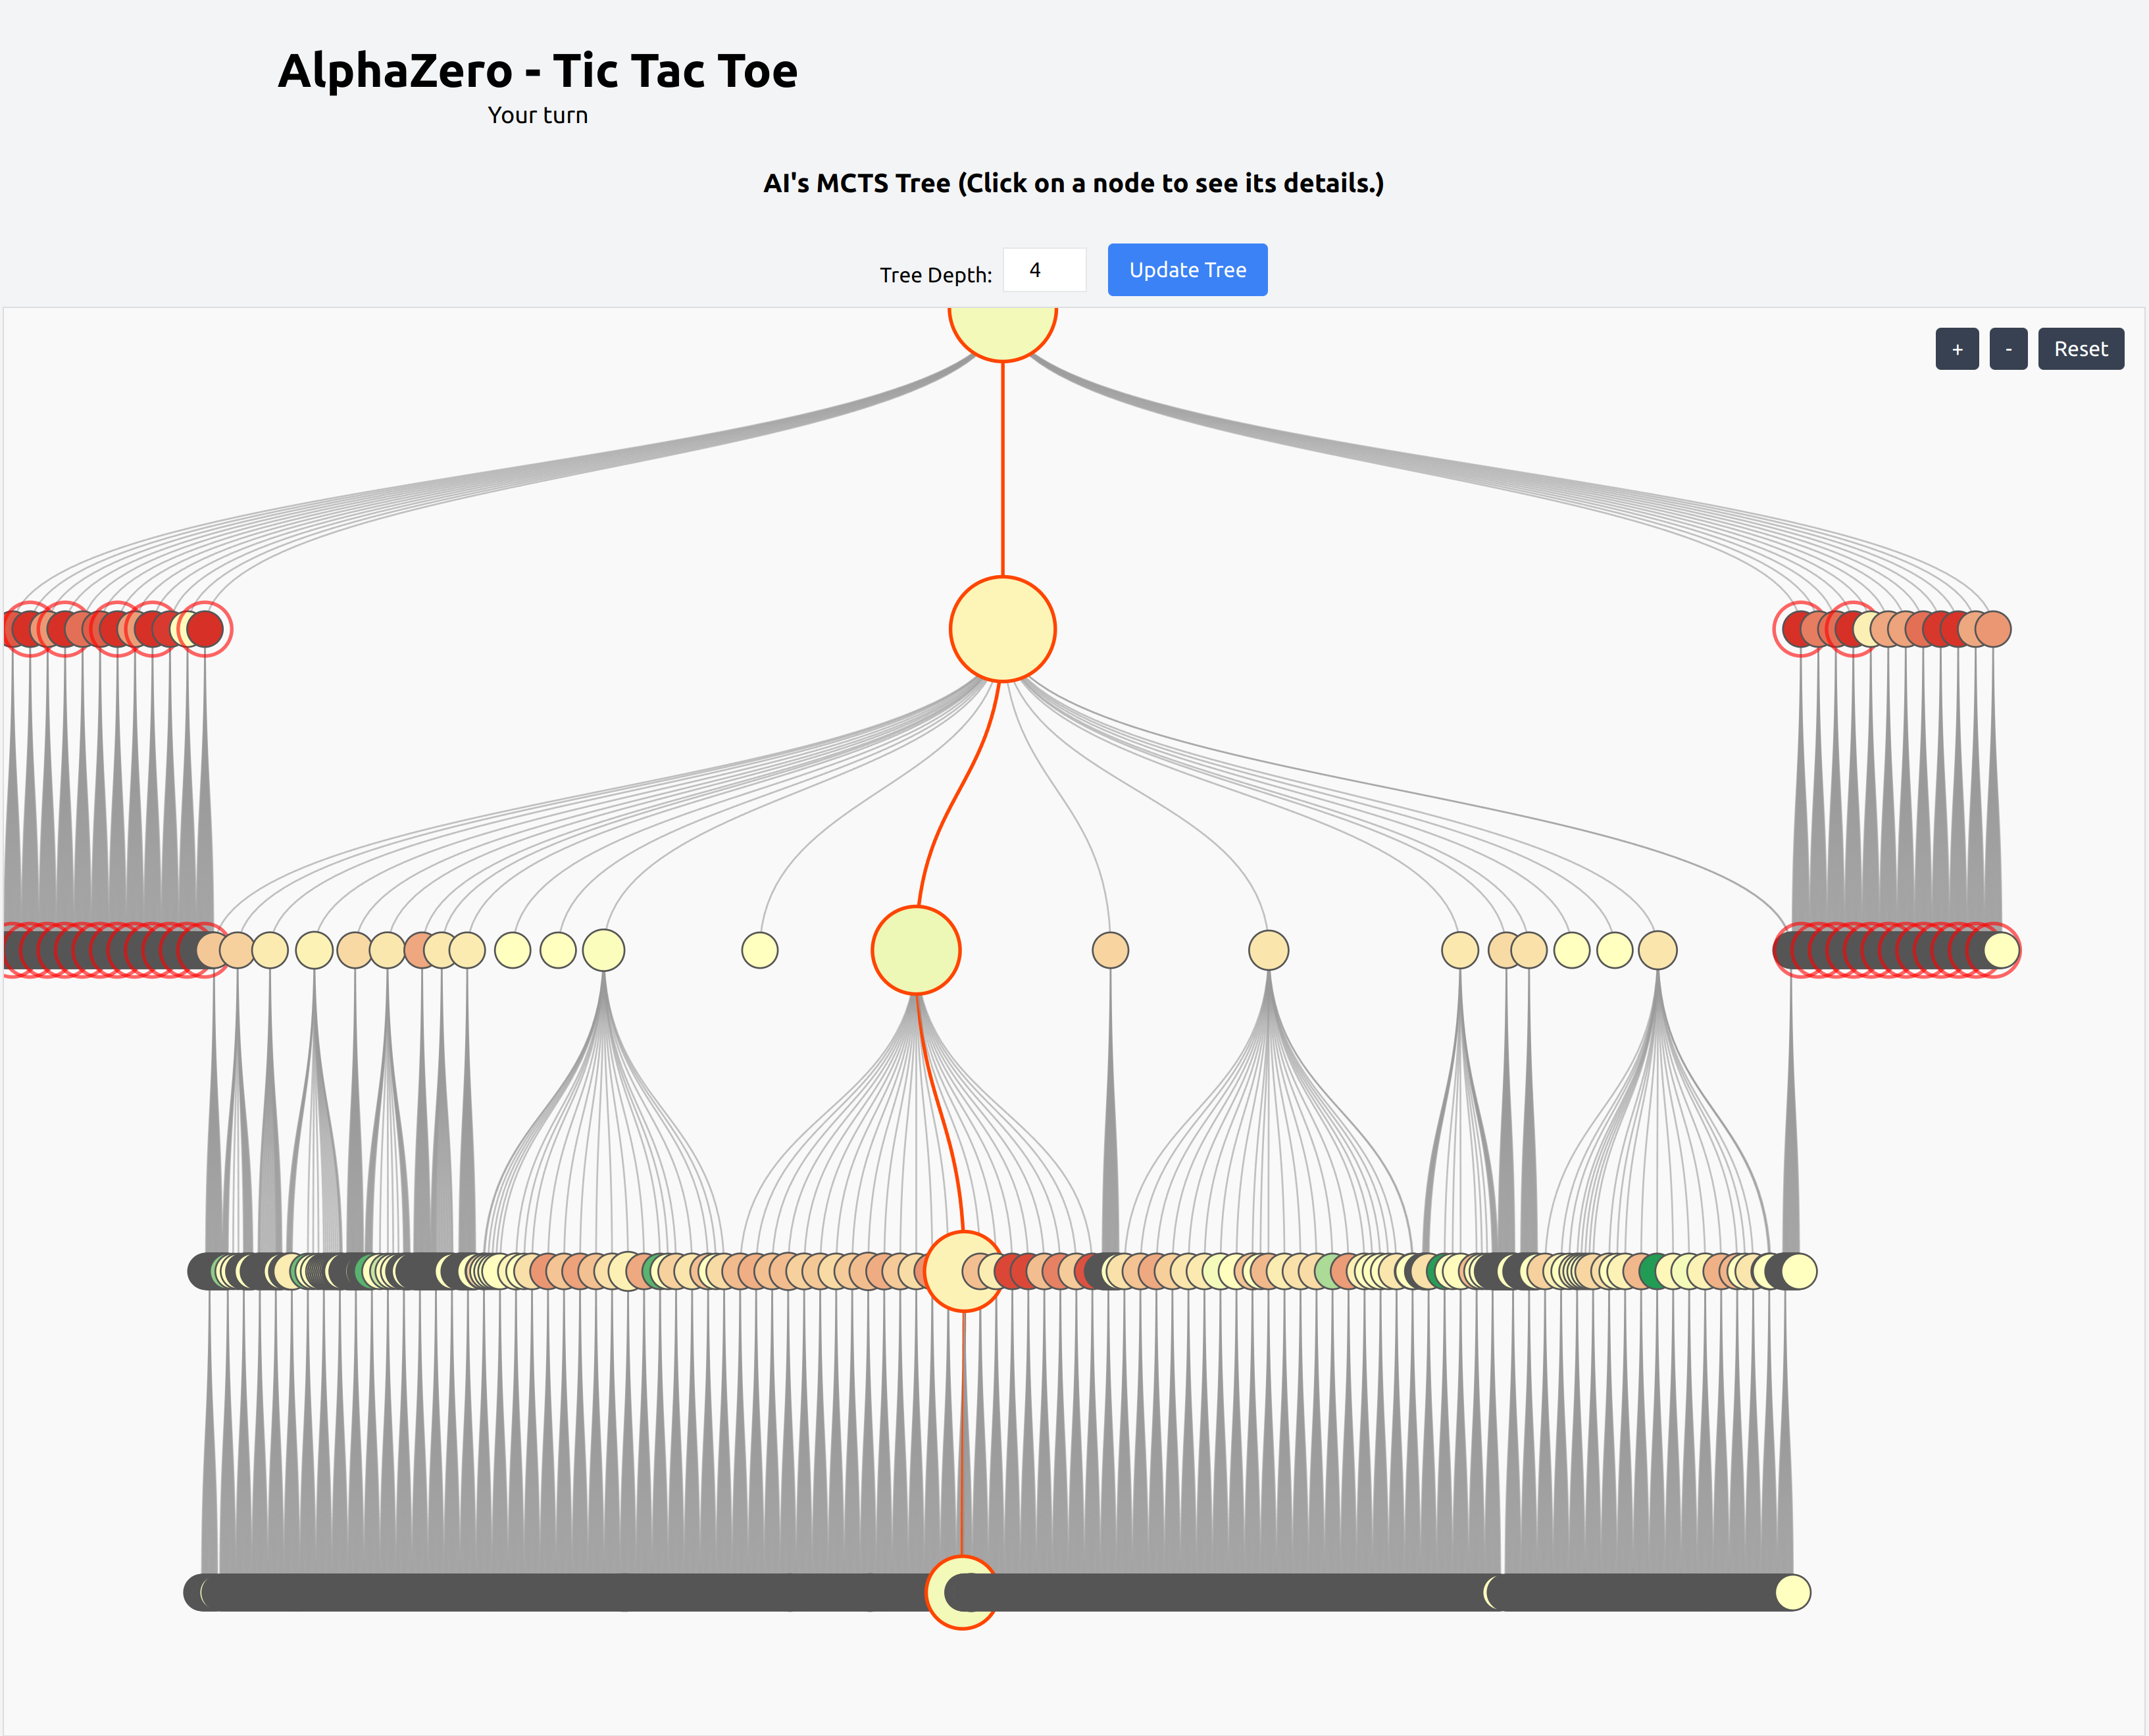 AlphaZero - Tic Tac Toe
Your turn
AI's MCTS Tree (Click on a node to see its details.)
Tree Depth: 4 Update Tree
+ - Reset